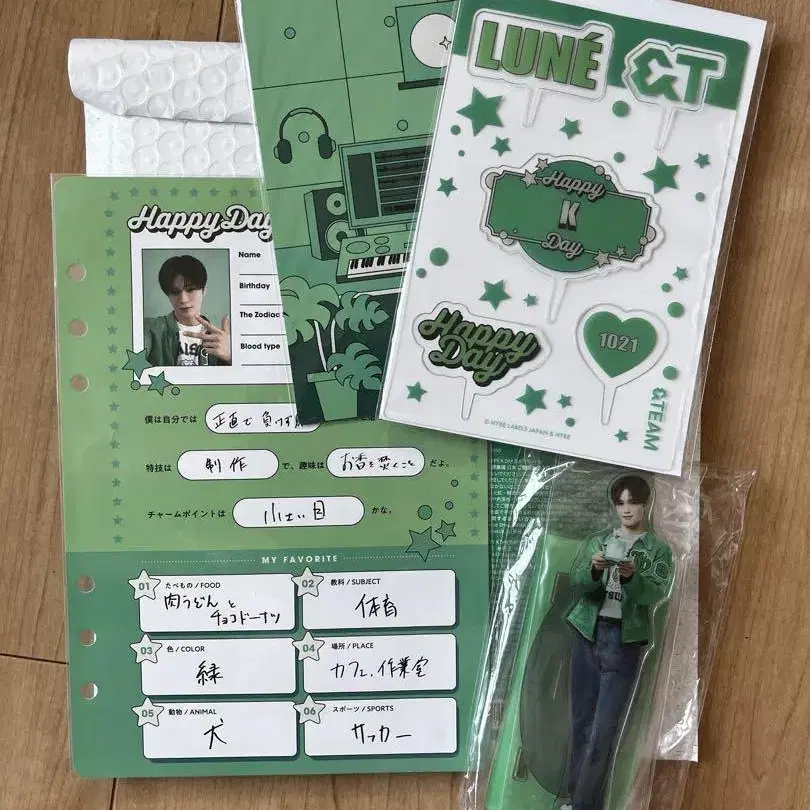 LUNÉ
&T
Happy
K
Day
Happy
Day
1021
© HYBE LABELS JAPAN & HYBE
&TEAM
Happy Day
Name
Birthday
The Zodiac
Blood type
僕は自分では 正直で負けず
特技は 制作 で、趣味は お香を焚くこと だよ。
チャームポイントは 小さい目 かな。
MY FAVORITE
01 たべもの / FOOD
肉うどんと
チョコドーナツ
02 教科 / SUBJECT
体育
03 色 / COLOR
緑
04 場所 / PLACE
カフェ、作業室
05 動物 / ANIMAL
犬
06 スポーツ / SPORTS
サッカー